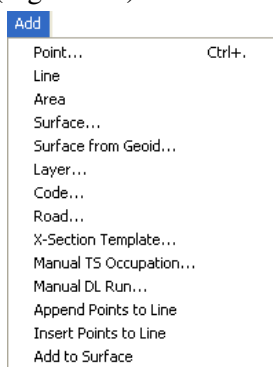 Add
Point... Ctrl+.
Line
Area
Surface...
Surface from Geoid...
Layer...
Code...
Road...
X-Section Template...
Manual TS Occupation...
Manual DL Run...
Append Points to Line
Insert Points to Line
Add to Surface